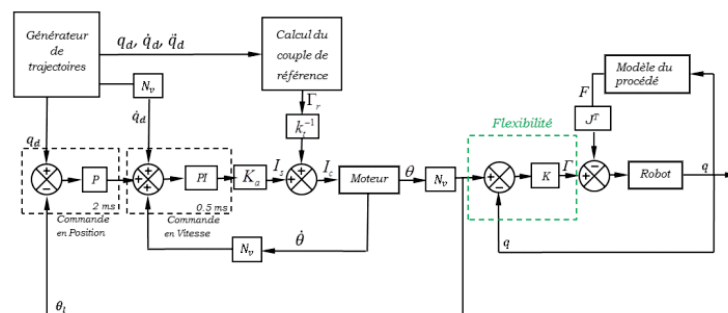 Générateur
de
trajectoires
q_d, q̇_d, q̈_d
Calcul du
couple de
référence
Modèle du
procédé
N_v
Γ_r
F
J^T
q_d
q̇_d
k_t^{-1}
Flexibilité
P
PI
K_a
I_s
I_c
Moteur
θ
N_v
K
Γ
Robot
q
2 ms
0.5 ms
Commande
en Position
Commande
en Vitesse
N_v
θ̇
q
θ_l